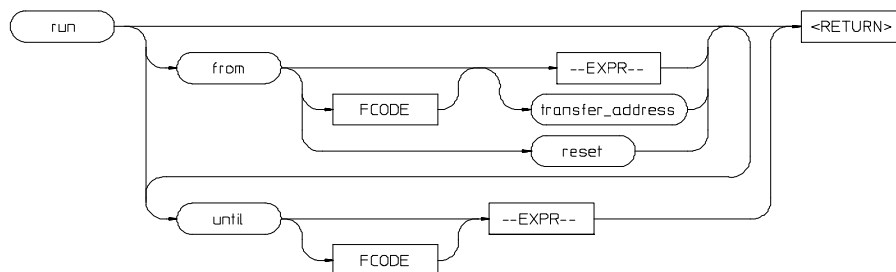 run
<RETURN>
from
--EXPR--
FCODE
transfer_address
reset
until
--EXPR--
FCODE